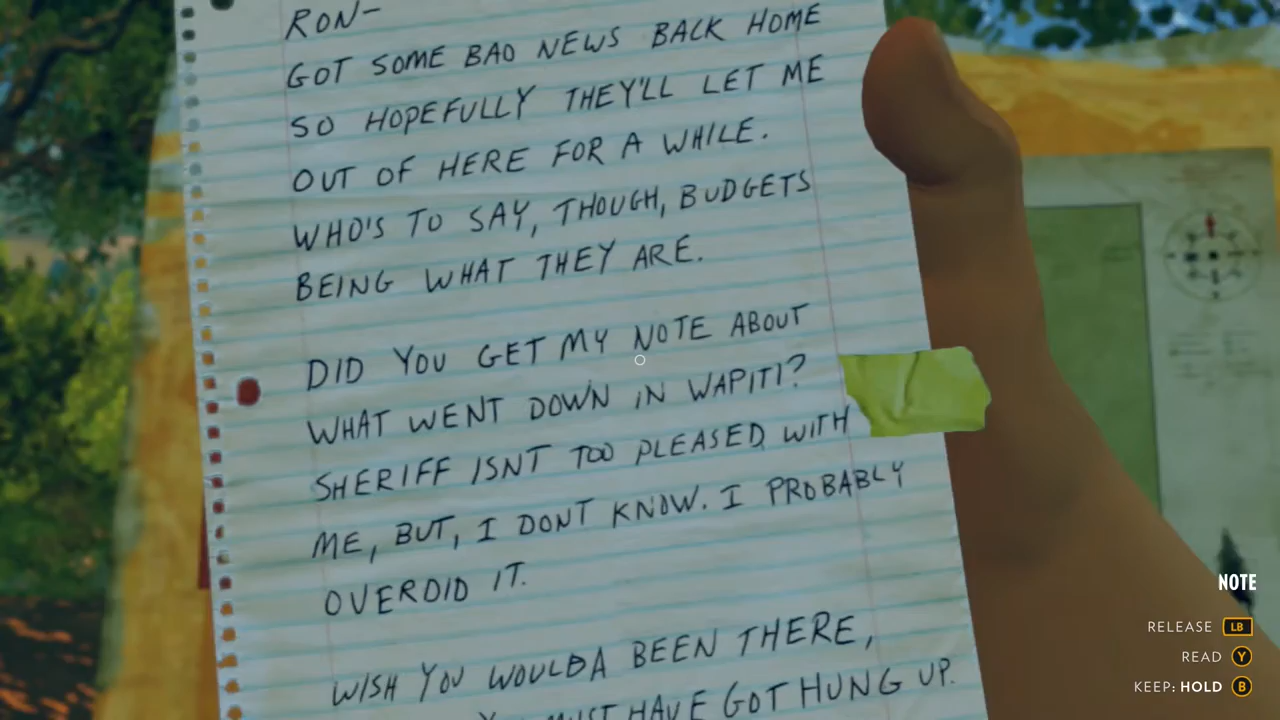 RON-
GOT SOME BAD NEWS BACK HOME
SO HOPEFULLY THEY'LL LET ME
OUT OF HERE FOR A WHILE.
WHO'S TO SAY, THOUGH, BUDGETS
BEING WHAT THEY ARE.
DID YOU GET MY NOTE ABOUT
WHAT WENT DOWN IN WAPITI?
SHERIFF ISNT TOO PLEASED WITH
ME, BUT, I DONT KNOW. I PROBABLY
OVERDID IT.
WISH YOU WOULDA BEEN THERE,
MUST HAVE GOT HUNG UP.
NOTE
RELEASE LB
READ Y
KEEP: HOLD B